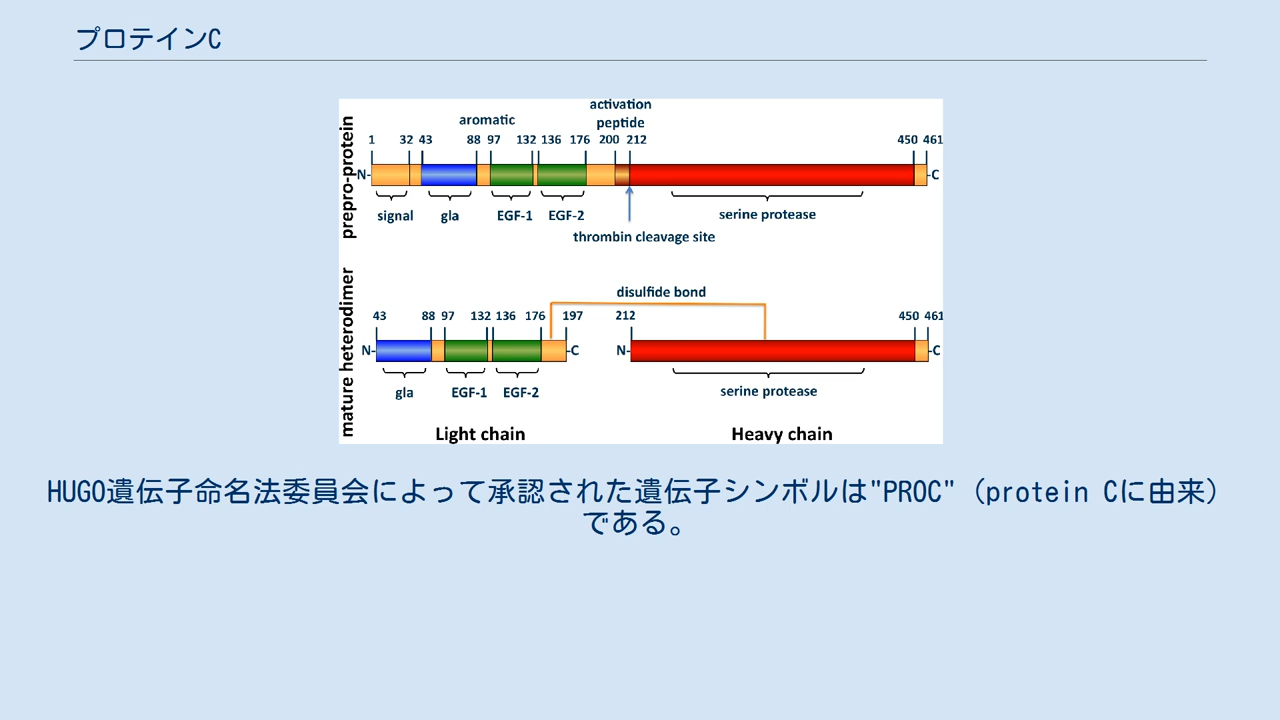 プロテインC
activation
aromatic peptide
1 32 43 88 97 132 136 176 200 212 450 461
prepro-protein
N- -C
signal gla EGF-1 EGF-2 serine protease
thrombin cleavage site
disulfide bond
43 88 97 132 136 176 197 212 450 461
mature heterodimer
N- -C N- -C
gla EGF-1 EGF-2 serine protease
Light chain Heavy chain
HUGO遺伝子命名法委員会によって承認された遺伝子シンボルは"PROC"（protein Cに由来）
である。